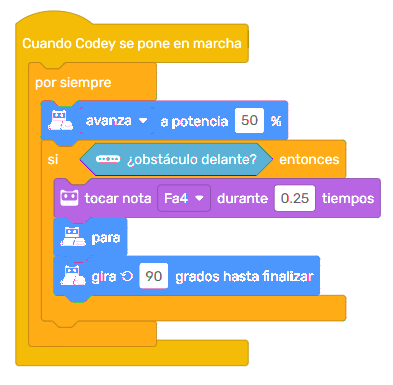 Cuando Codey se pone en marcha
por siempre
avanza a potencia 50 %
si ¿obstáculo delante? entonces
tocar nota Fa4 durante 0.25 tiempos
para
gira 90 grados hasta finalizar